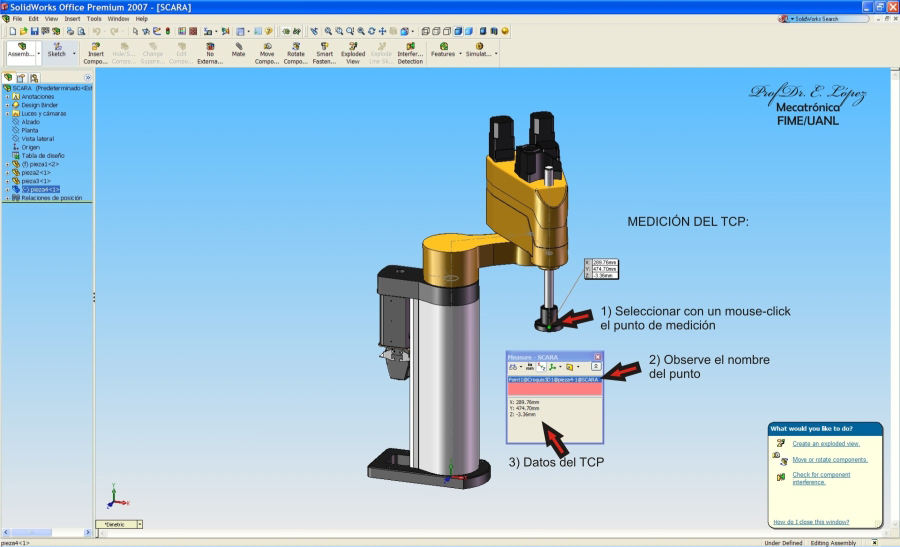 SolidWorks Office Premium 2007 - [SCARA]
File Edit View Insert Tools Window Help
SolidWorks Search
Assemb...
Sketch
Insert Compo...
Hide/S... Compo...
Change Suppre...
Edit Compo...
No Externa...
Mate
Move Compo...
Rotate Compo...
Smart Fasten...
Exploded View
Explode Line Sk...
Interfer... Detection
Features
Simulat...
SCARA (Predeterminado<Est
Anotaciones
Design Binder
Luces y cámaras
Alzado
Planta
Vista lateral
Origen
Tabla de diseño
(f) pieza1<2>
pieza2<1>
pieza3<1>
(-) pieza4<1>
Relaciones de posición
Prof. Dr. E. López
Mecatrónica
FIME/UANL
MEDICIÓN DEL TCP:
X: 289.76mm
Y: 474.70mm
Z: -3.36mm
1) Seleccionar con un mouse-click
el punto de medición
Measure - SCARA
Point1@Croquis3D1@pieza4-1@SCARA
X: 289.76mm
Y: 474.70mm
Z: -3.36mm
2) Observe el nombre
del punto
3) Datos del TCP
What would you like to do?
Create an exploded view.
Move or rotate components.
Check for component
interference.
How do I close this window?
Y
X
Z
*Dimetric
pieza4<1>
Under Defined Editing Assembly